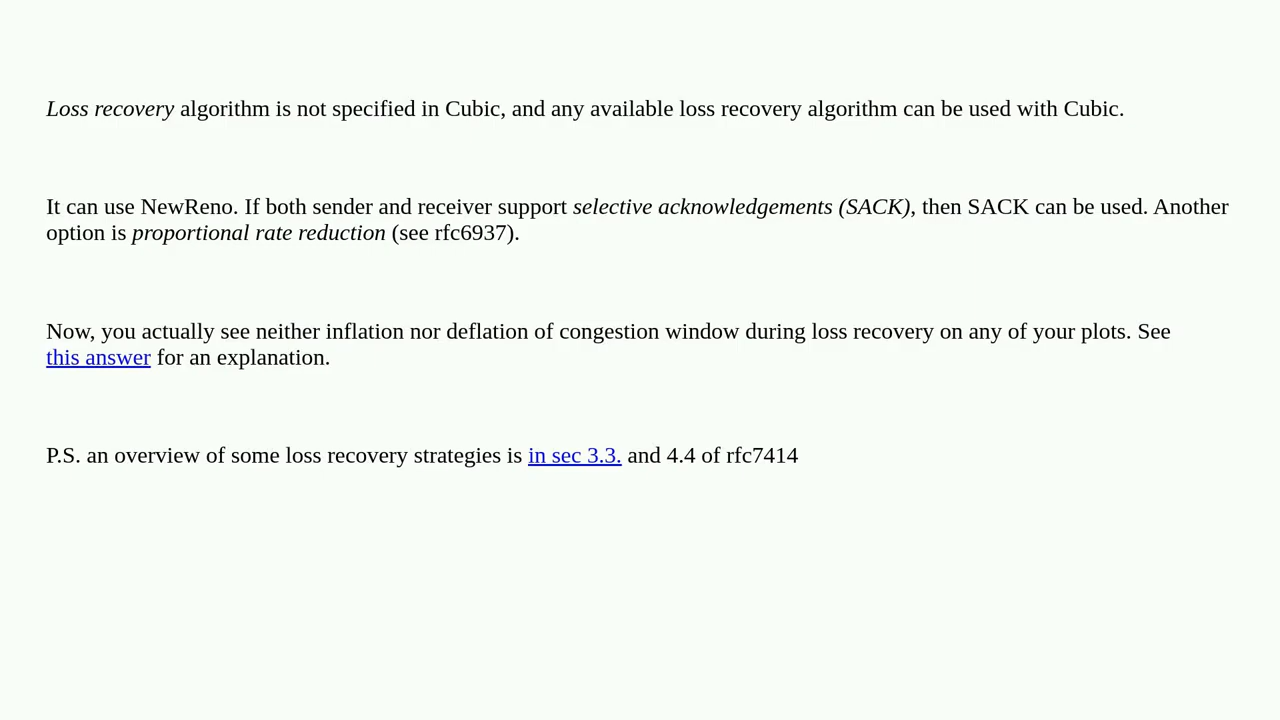 Loss recovery algorithm is not specified in Cubic, and any available loss recovery algorithm can be used with Cubic.
It can use NewReno. If both sender and receiver support selective acknowledgements (SACK), then SACK can be used. Another
option is proportional rate reduction (see rfc6937).
Now, you actually see neither inflation nor deflation of congestion window during loss recovery on any of your plots. See
this answer for an explanation.
P.S. an overview of some loss recovery strategies is in sec 3.3. and 4.4 of rfc7414